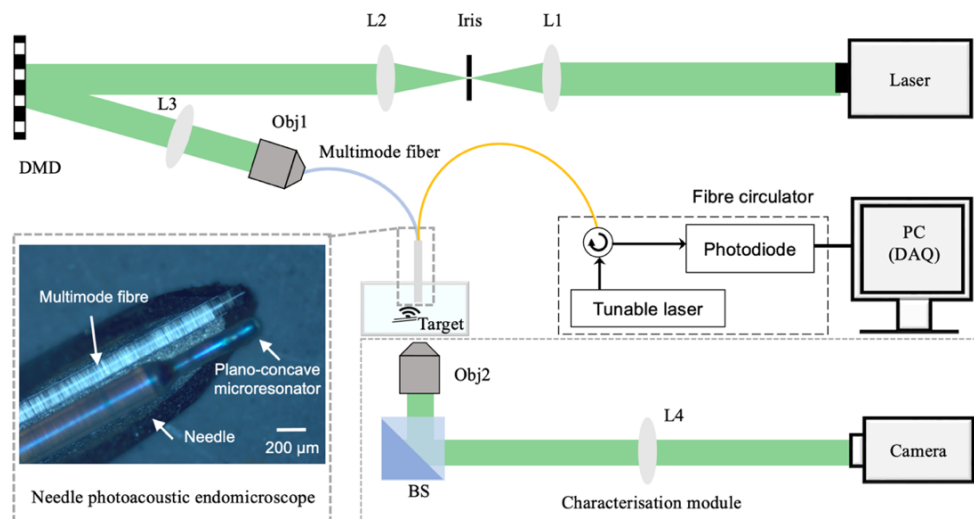 L2
Iris
L1
Laser
L3
Obj1
DMD
Multimode fiber
Fibre circulator
Photodiode
PC
(DAQ)
Tunable laser
Target
Multimode fibre
Plano-concave
microresonator
Needle
200 µm
Needle photoacoustic endomicroscope
Obj2
L4
Camera
BS
Characterisation module